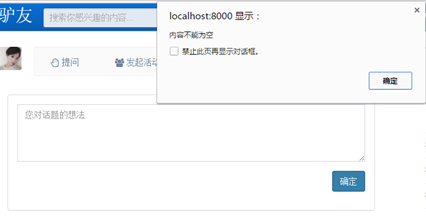 驴友
搜索你感兴趣的内容...
localhost:8000 显示：
内容不能为空
禁止此页再显示对话框。
确定
提问
发起活动
您对话题的想法
确定